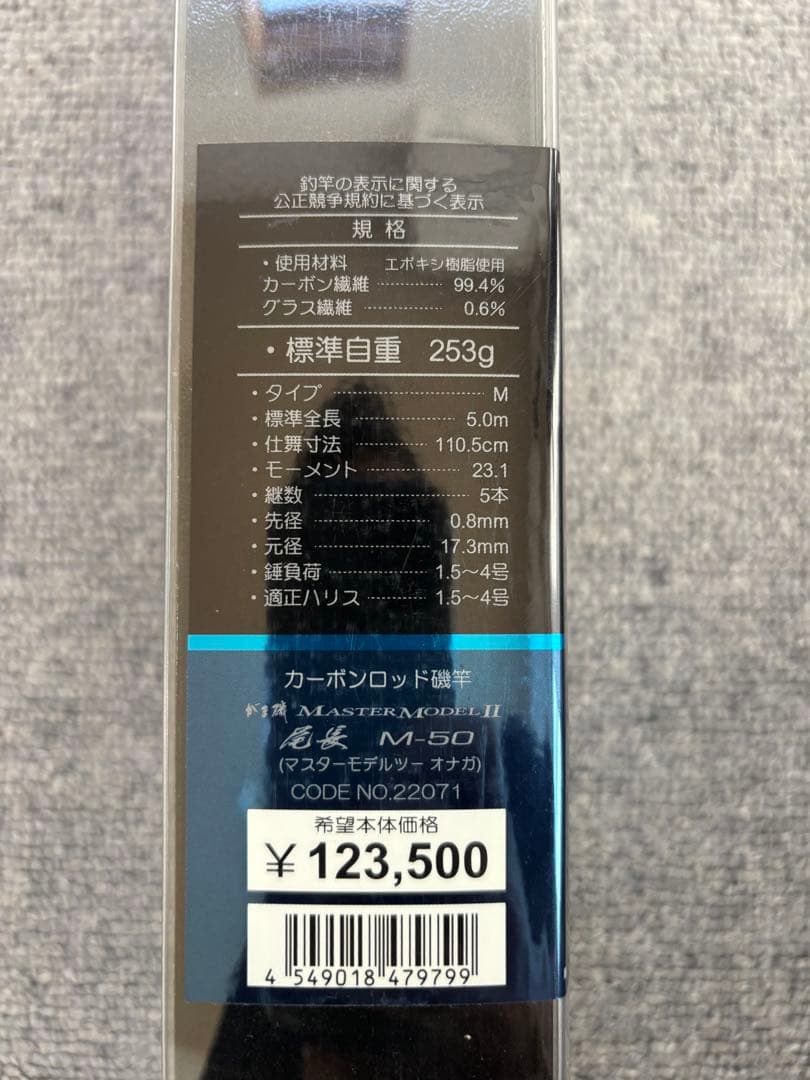 釣竿の表示に関する
公正競争規約に基づく表示
規 格
・使用材料 エポキシ樹脂使用
カーボン繊維 99.4%
グラス繊維 0.6%
・標準自重 253g
・タイプ M
・標準全長 5.0m
・仕舞寸法 110.5cm
・モーメント 23.1
・継数 5本
・先径 0.8mm
・元径 17.3mm
・錘負荷 1.5〜4号
・適正ハリス 1.5〜4号
カーボンロッド磯竿
がま磯 MASTERMODEL II
尾長 M-50
(マスターモデルツー オナガ)
CODE NO.22071
希望本体価格
¥ 123,500
4 549018 479799